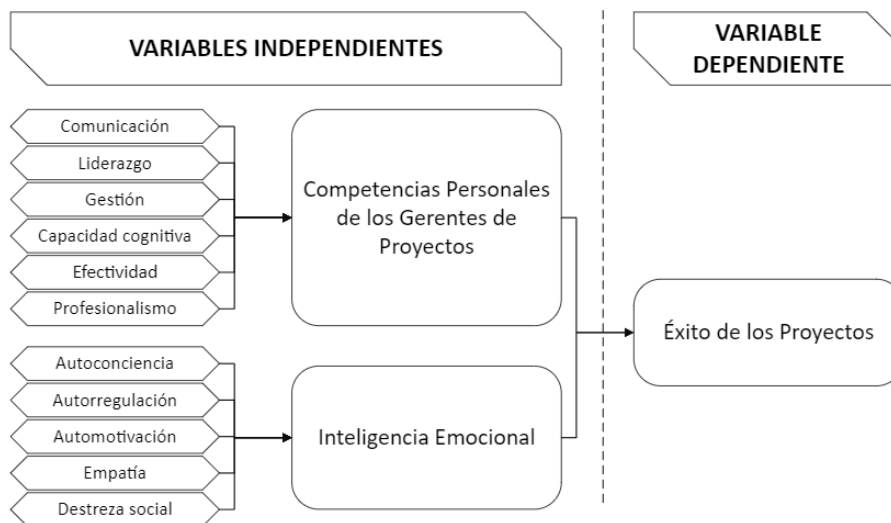 VARIABLES INDEPENDIENTES
VARIABLE
DEPENDIENTE
Comunicación
Liderazgo
Gestión
Capacidad cognitiva
Efectividad
Profesionalismo
Competencias Personales
de los Gerentes de
Proyectos
Autoconciencia
Autorregulación
Automotivación
Empatía
Destreza social
Inteligencia Emocional
Éxito de los Proyectos